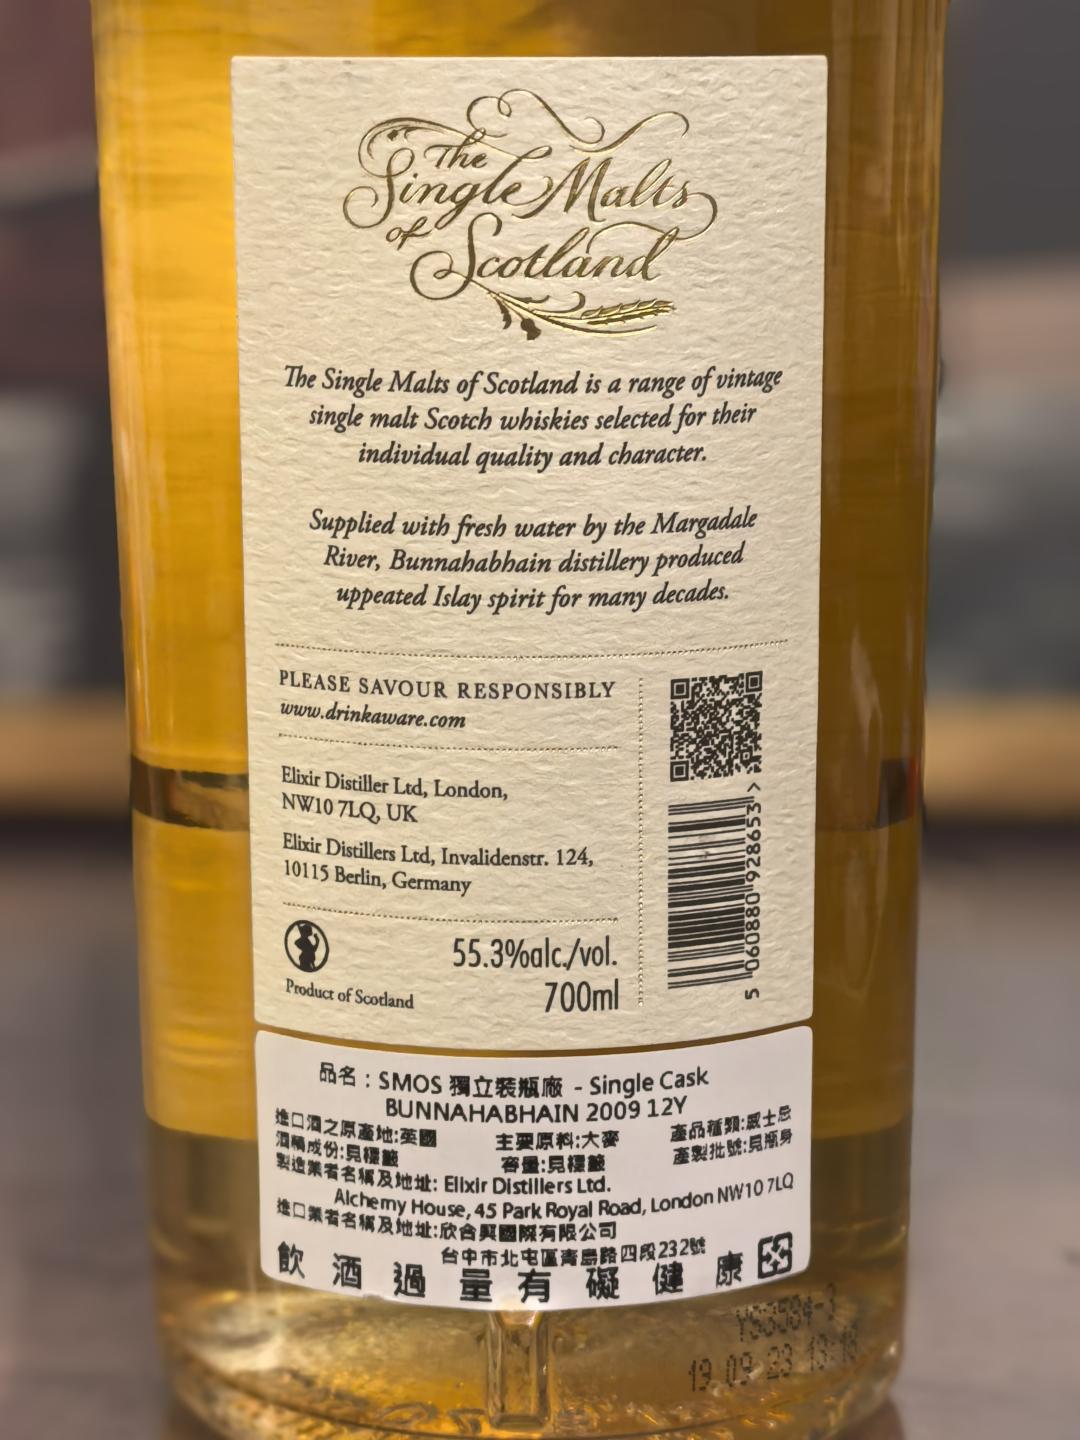 The
Single Malts
of Scotland
The Single Malts of Scotland is a range of vintage
single malt Scotch whiskies selected for their
individual quality and character.
Supplied with fresh water by the Margadale
River, Bunnahabhain distillery produced
uppeated Islay spirit for many decades.
PLEASE SAVOUR RESPONSIBLY
www.drinkaware.com
Elixir Distiller Ltd, London,
NW10 7LQ, UK
Elixir Distillers Ltd, Invalidenstr. 124,
10115 Berlin, Germany
Product of Scotland
55.3%alc./vol.
700ml
5 060880 928653 >
品名：SMOS 獨立裝瓶廠 - Single Cask
BUNNAHABHAIN 2009 12Y
進口酒之原產地:英國 主要原料:大麥 產品種類:威士忌
酒精成份:見標籤 容量:見標籤 產製批號:見瓶身
製造業者名稱及地址: Elixir Distillers Ltd.
Alchemy House, 45 Park Royal Road, London NW10 7LQ
進口業者名稱及地址:欣合興國際有限公司
台中市北屯區青島路四段232號
飲酒過量有礙健康
19 09 23 13:16